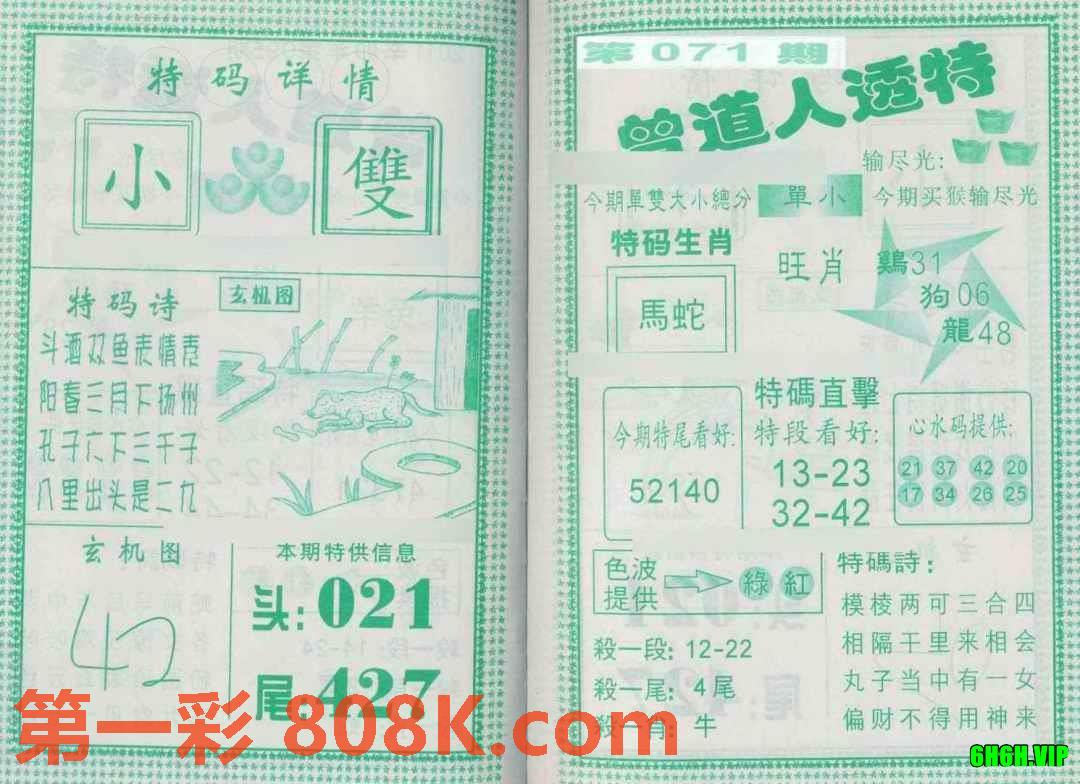 特码详情
小
雙
特码诗
斗酒双鱼表情亮
阳春三月下扬州
孔子六下三千子
八里出头是二九
玄机图
玄机图
42
本期特供信息
头:021
尾:427
第一彩 808K.com
第071期
曾道人透特
输尽光:
今期买猴输尽光
今期單雙大小總分
單小
特码生肖
馬蛇
旺肖
鷄31
狗06
龍48
今期特尾看好:
52140
特碼直擊
特段看好:
13-23
32-42
心水码提供:
21 37 42 20
17 34 26 25
色波
提供
綠 紅
殺一段: 12-22
殺一尾: 4尾
殺一肖: 牛
特碼詩:
模棱两可三合四
相隔千里来相会
丸子当中有一女
偏财不得用神来
6H6H.VIP